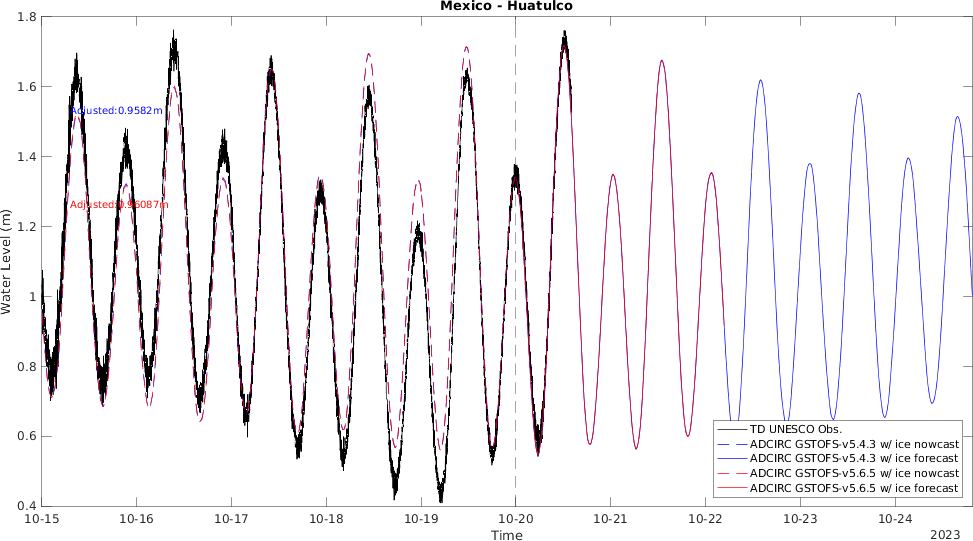 Mexico - Huatulco
1.8
1.6
1.4
1.2
1
0.8
0.6
0.4
Water Level (m)
Adjusted:0.9582m
Adjusted:0.96087m
TD UNESCO Obs.
ADCIRC GSTOFS-v5.4.3 w/ ice nowcast
ADCIRC GSTOFS-v5.4.3 w/ ice forecast
ADCIRC GSTOFS-v5.6.5 w/ ice nowcast
ADCIRC GSTOFS-v5.6.5 w/ ice forecast
10-15 10-16 10-17 10-18 10-19 10-20 10-21 10-22 10-23 10-24
Time
2023